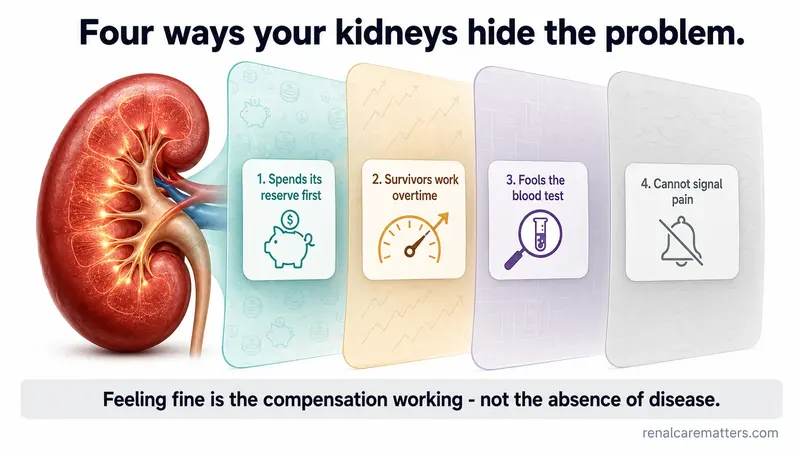 Four ways your kidneys hide the problem.
1. Spends its
reserve first
$
2. Survivors work
overtime
3. Fools the
blood test
4. Cannot signal
pain
Feeling fine is the compensation working - not the absence of disease.
renalcarematters.com